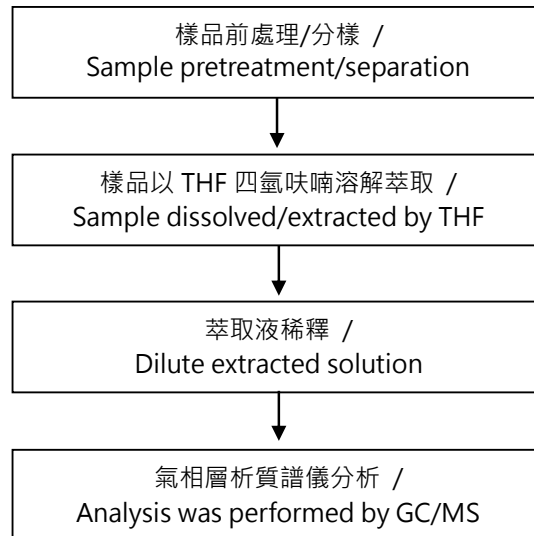 樣品前處理/分樣 /
Sample pretreatment/separation
樣品以 THF 四氫呋喃溶解萃取 /
Sample dissolved/extracted by THF
萃取液稀釋 /
Dilute extracted solution
氣相層析質譜儀分析 /
Analysis was performed by GC/MS